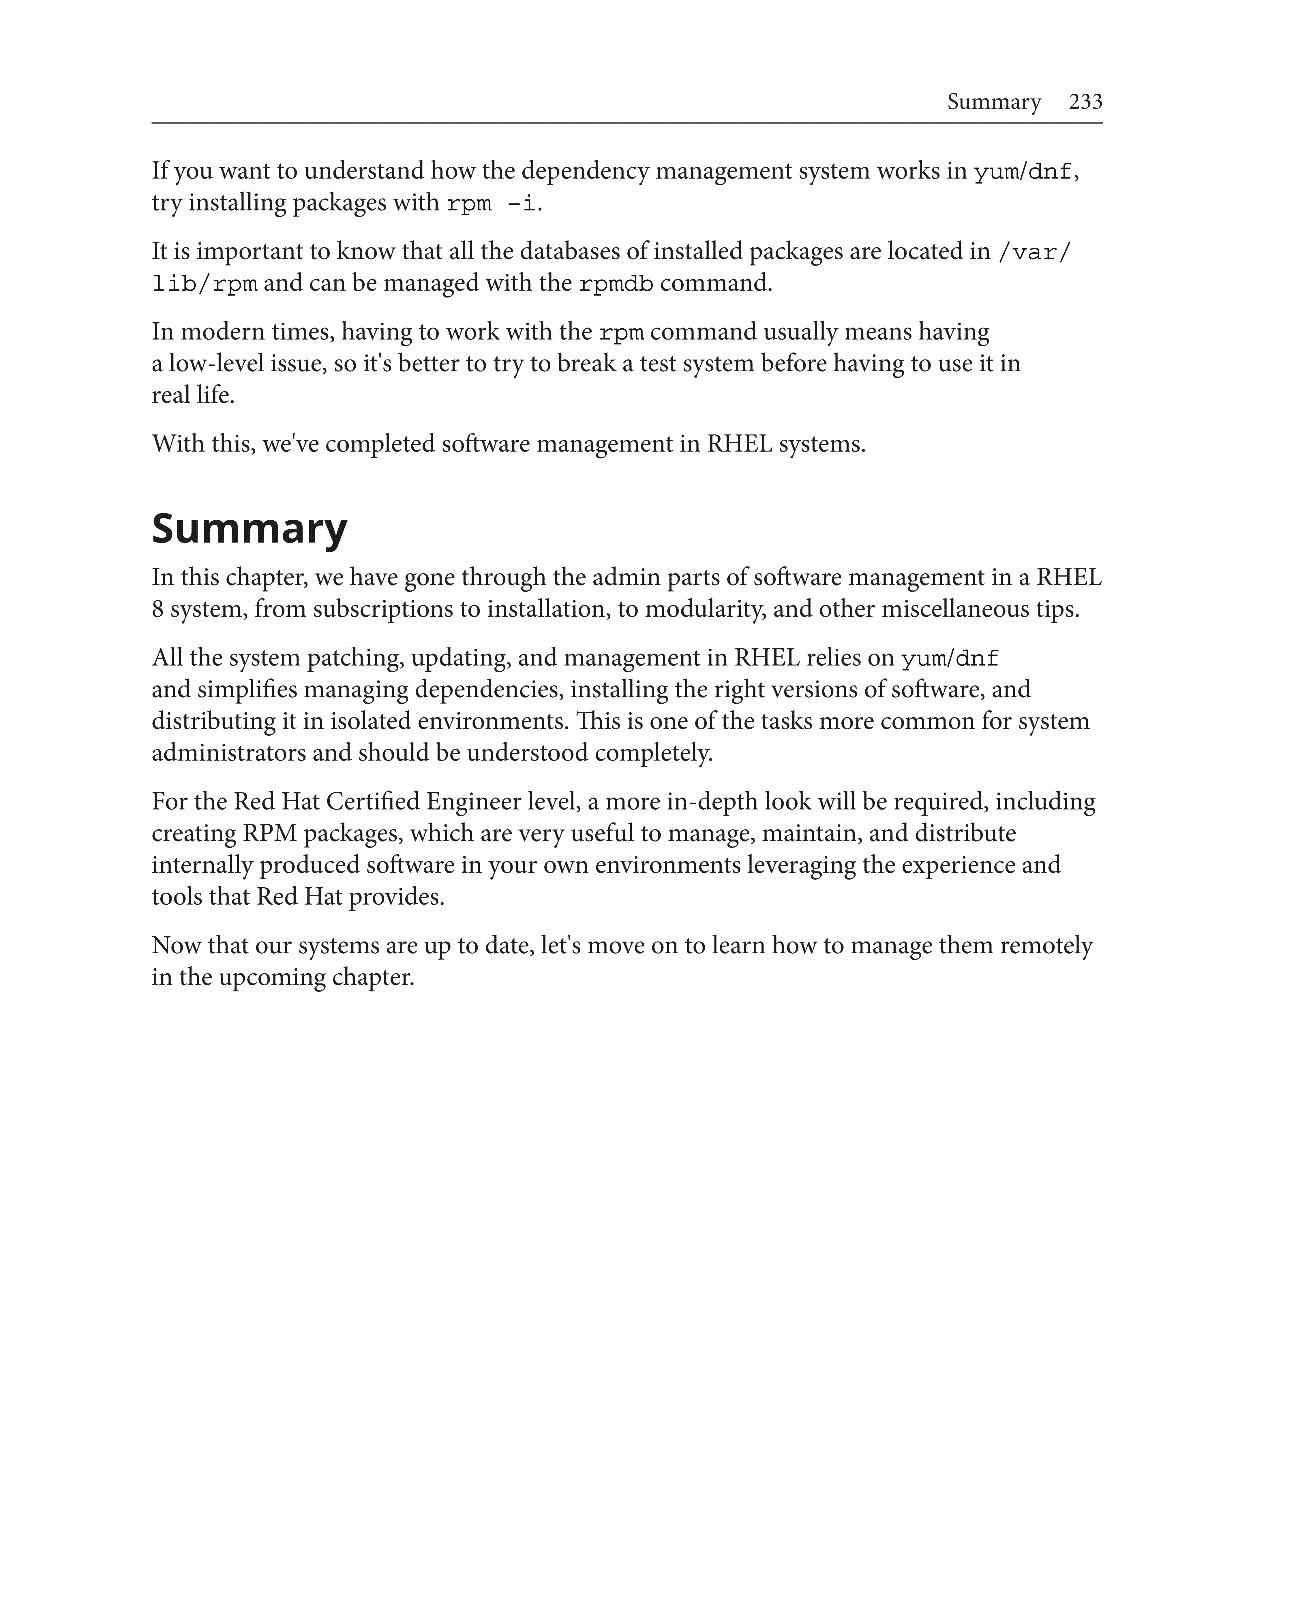 Summary 233
If you want to understand how the dependency management system works in yum/dnf,
try installing packages with rpm –i.
It is important to know that all the databases of installed packages are located in /var/
lib/rpm and can be managed with the rpmdb command.
In modern times, having to work with the rpm command usually means having
a low-level issue, so it's better to try to break a test system before having to use it in
real life.
With this, we've completed software management in RHEL systems.
Summary
In this chapter, we have gone through the admin parts of software management in a RHEL
8 system, from subscriptions to installation, to modularity, and other miscellaneous tips.
All the system patching, updating, and management in RHEL relies on yum/dnf
and simplifies managing dependencies, installing the right versions of software, and
distributing it in isolated environments. This is one of the tasks more common for system
administrators and should be understood completely.
For the Red Hat Certified Engineer level, a more in-depth look will be required, including
creating RPM packages, which are very useful to manage, maintain, and distribute
internally produced software in your own environments leveraging the experience and
tools that Red Hat provides.
Now that our systems are up to date, let's move on to learn how to manage them remotely
in the upcoming chapter.